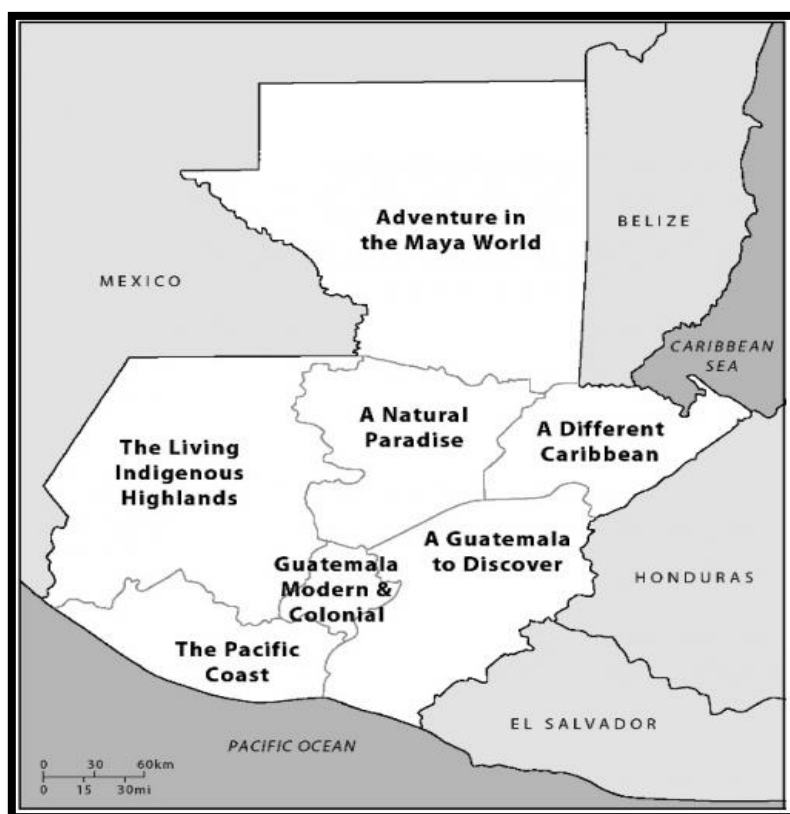 Adventure in
the Maya World
BELIZE
MEXICO
CARIBBEAN
SEA
A Natural
Paradise
A Different
Caribbean
The Living
Indigenous
Highlands
A Guatemala
to Discover
Guatemala
Modern &
Colonial
HONDURAS
The Pacific
Coast
EL SALVADOR
PACIFIC OCEAN
0 30 60km
0 15 30mi